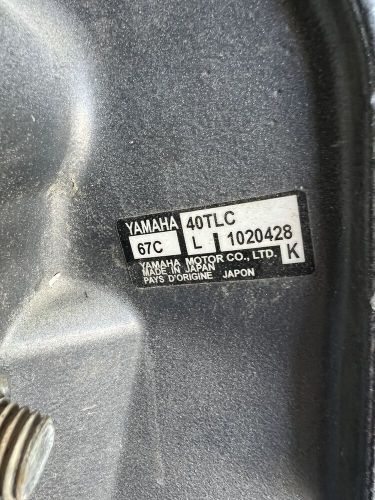 YAMAHA 40TLC
67C L 1020428
YAMAHA MOTOR CO., LTD. K
MADE IN JAPAN
PAYS D'ORIGINE JAPON